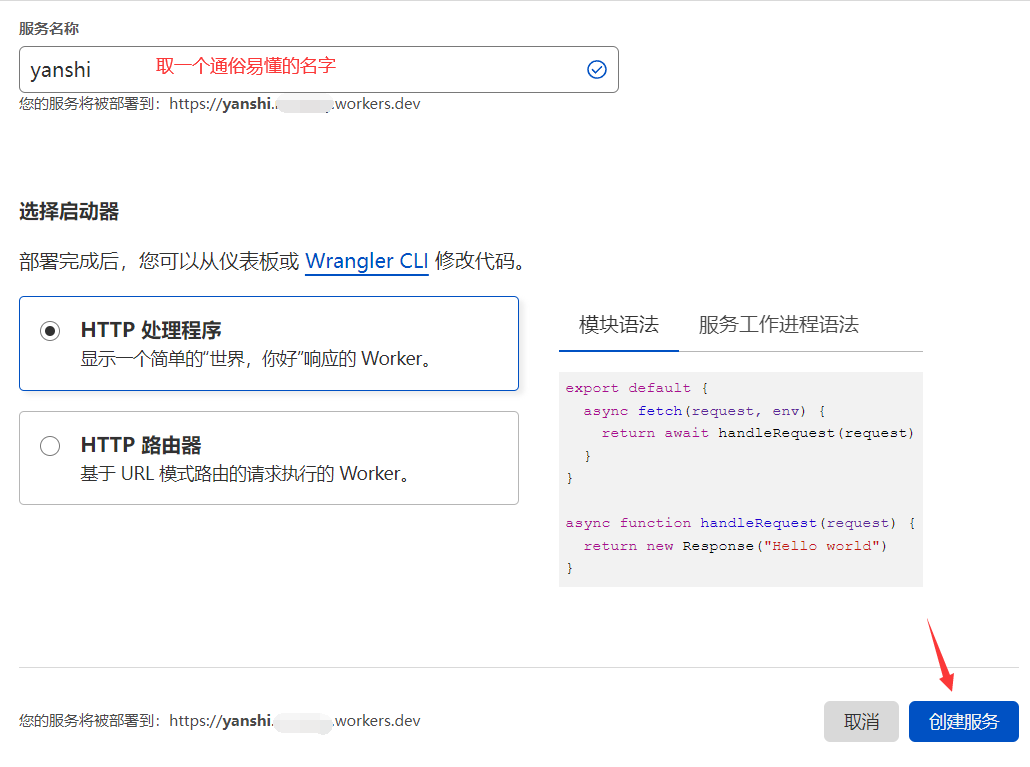 服务名称
yanshi 取一个通俗易懂的名字
您的服务将被部署到：https://yanshi. .workers.dev
选择启动器
部署完成后，您可以从仪表板或 Wrangler CLI 修改代码。
HTTP 处理程序
显示一个简单的“世界，你好”响应的 Worker。
HTTP 路由器
基于 URL 模式路由的请求执行的 Worker。
模块语法 服务工作进程语法
export default {
async fetch(request, env) {
return await handleRequest(request)
}
}
async function handleRequest(request) {
return new Response("Hello world")
}
您的服务将被部署到：https://yanshi. .workers.dev
取消 创建服务